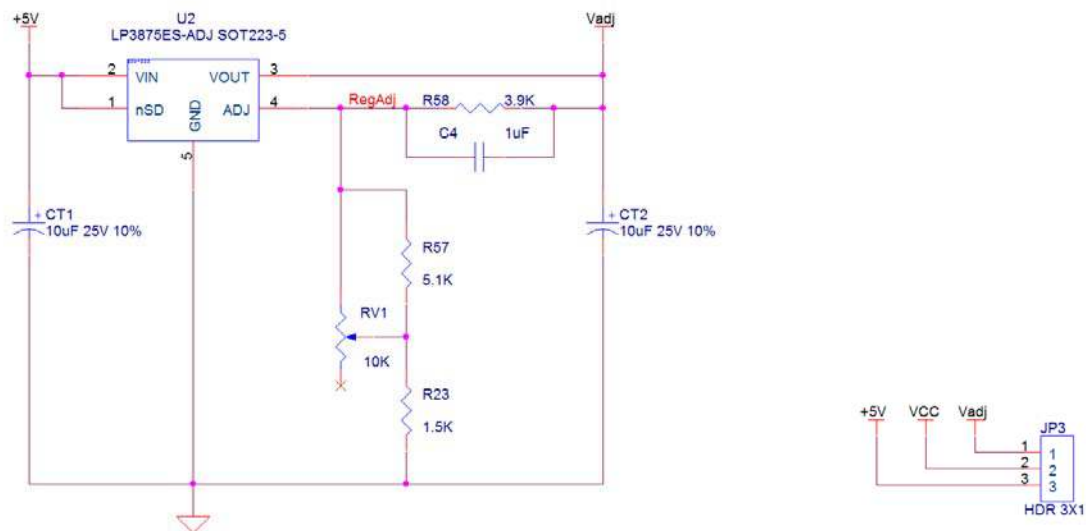 +5V
U2
LP3875ES-ADJ SOT223-5
Vadj
2
VIN
VOUT
3
1
nSD
GND
ADJ
4
RegAdj
R58
3.9K
C4
1uF
5
CT1
10uF 25V 10%
+
CT2
10uF 25V 10%
+
R57
5.1K
RV1
10K
R23
1.5K
+5V
VCC
Vadj
JP3
1
1
2
2
3
3
HDR 3X1